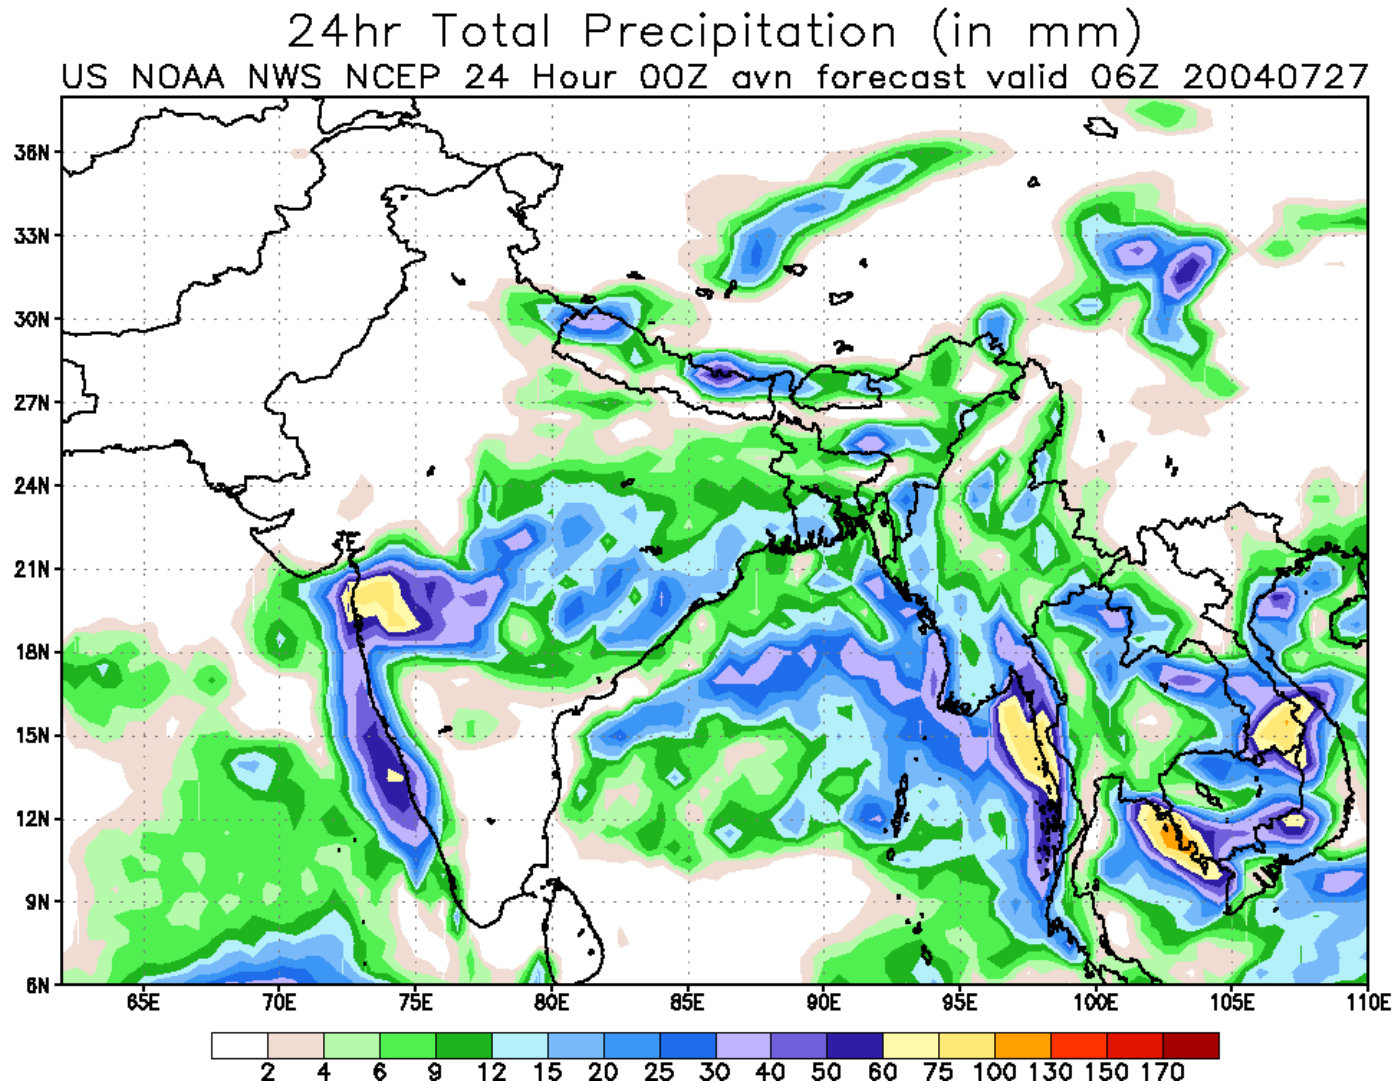 24hr Total Precipitation (in mm)
US NOAA NWS NCEP 24 Hour 00Z avn forecast valid 06Z 20040727
36N
33N
30N
27N
24N
21N
18N
15N
12N
9N
6N
65E 70E 75E 80E 85E 90E 95E 100E 105E 110E
2 4 6 9 12 15 20 25 30 40 50 60 75 100 130 150 170